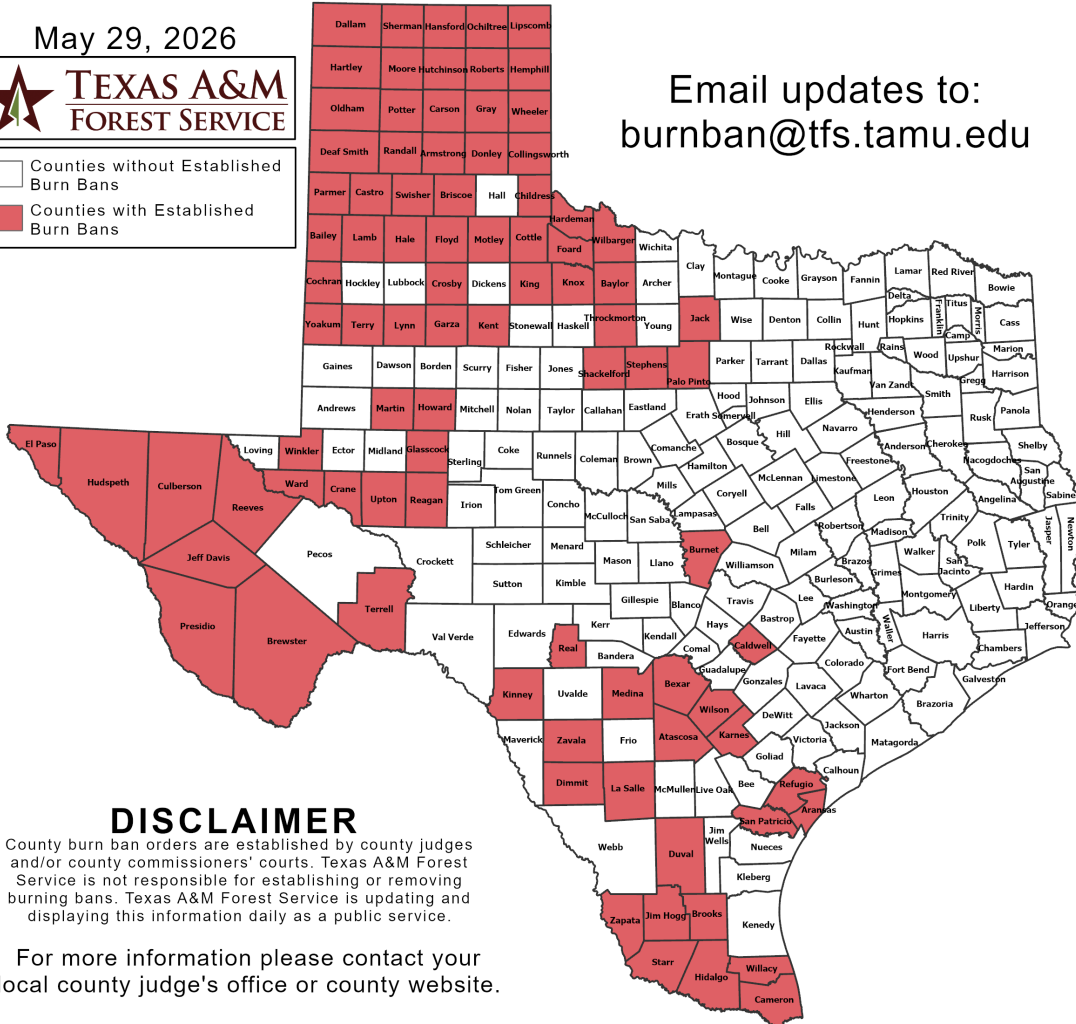 May 29, 2026
TEXAS A&M
FOREST SERVICE
Counties without Established
Burn Bans
Counties with Established
Burn Bans
Email updates to:
burnban@tfs.tamu.edu
Dallam Sherman Hansford Ochiltree Lipscomb
Hartley Moore Hutchinson Roberts Hemphill
Oldham Potter Carson Gray Wheeler
Deaf Smith Randall Armstrong Donley Collingsworth
Parmer Castro Swisher Briscoe Hall Childress
Hardeman
Bailey Lamb Hale Floyd Motley Cottle Foard Wilbarger Wichita
Clay Montague Cooke Grayson Fannin Lamar Red River Bowie
Cochran Hockley Lubbock Crosby Dickens King Knox Baylor Archer
Delta Franklin Titus Morris Cass
Yoakum Terry Lynn Garza Kent Stonewall Haskell Throckmorton Young Jack Wise Denton Collin Hunt Hopkins Camp
Rockwall Rains Wood Upshur Marion
Gaines Dawson Borden Scurry Fisher Jones Shackelford Stephens Palo Pinto Parker Tarrant Dallas Kaufman Van Zandt Smith Gregg Harrison
Andrews Martin Howard Mitchell Nolan Taylor Callahan Eastland Erath Hood Somervell Johnson Ellis Henderson Rusk Panola
El Paso Hudspeth Culberson Reeves Loving Winkler Ector Midland Glasscock Sterling Coke Runnels Coleman Brown Comanche Bosque Hill Navarro Anderson Cherokee Nacogdoches Shelby
Ward Crane Upton Reagan Irion Tom Green Concho McCulloch San Saba Mills Hamilton Lampasas Coryell McLennan Limestone Freestone Leon Houston Angelina San Augustine Sabine
Jeff Davis Pecos Crockett Schleicher Menard Mason Llano Burnet Bell Falls Robertson Madison Trinity Polk Tyler Jasper Newton
Presidio Brewster Terrell Sutton Kimble Gillespie Blanco Williamson Milam Brazos Grimes Walker San Jacinto Hardin
Val Verde Edwards Kerr Kendall Hays Travis Bastrop Lee Burleson Washington Montgomery Liberty Orange
Real Bandera Comal Caldwell Fayette Austin Waller Harris Chambers Jefferson
Kinney Uvalde Medina Bexar Guadalupe Gonzales Lavaca Colorado Fort Bend Galveston
Wilson Wharton Brazoria
Maverick Zavala Frio Atascosa Karnes DeWitt Victoria Jackson Matagorda
Dimmit La Salle McMullen Live Oak Bee Goliad Calhoun
Refugio Aransas
San Patricio
Webb Duval Jim Wells Nueces
Kleberg
Zapata Jim Hogg Brooks Kenedy
Starr Hidalgo Willacy
Cameron
DISCLAIMER
County burn ban orders are established by county judges
and/or county commissioners' courts. Texas A&M Forest
Service is not responsible for establishing or removing
burning bans. Texas A&M Forest Service is updating and
displaying this information daily as a public service.
For more information please contact your
local county judge's office or county website.